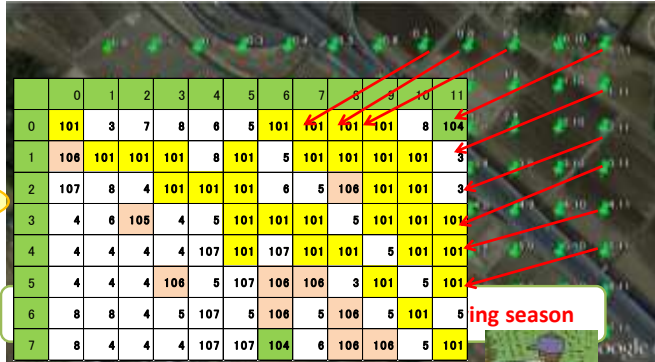 0 1 2 3 4 5 6 7 8 9 10 11
0 101 3 7 8 6 5 101 101 101 101 8 104
1 106 101 101 101 8 101 5 101 101 101 101 3
2 107 8 4 101 101 101 6 5 106 101 101 3
3 4 6 105 4 5 101 101 101 5 101 101 101
4 4 4 4 4 107 101 107 101 101 5 101 101
5 4 4 4 106 5 107 106 106 3 101 5 101
6 8 8 4 5 107 5 106 5 106 5 101 5
ing season
7 8 4 4 4 107 107 104 6 106 106 5 101